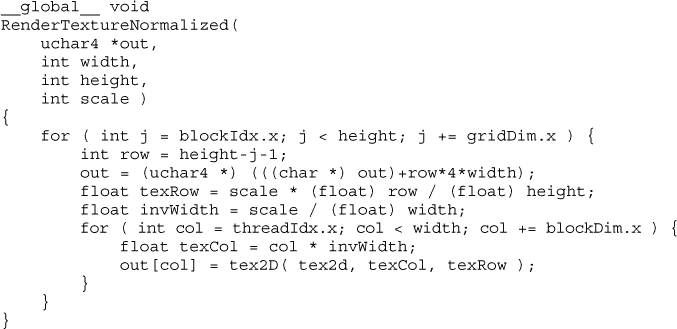 __global__ void
RenderTextureNormalized(
    uchar4 *out,
    int width,
    int height,
    int scale )
{
    for ( int j = blockIdx.x; j < height; j += gridDim.x ) {
        int row = height-j-1;
        out = (uchar4 *) (((char *) out)+row*4*width);
        float texRow = scale * (float) row / (float) height;
        float invWidth = scale / (float) width;
        for ( int col = threadIdx.x; col < width; col += blockDim.x ) {
            float texCol = col * invWidth;
            out[col] = tex2D( tex2d, texCol, texRow );
        }
    }
}